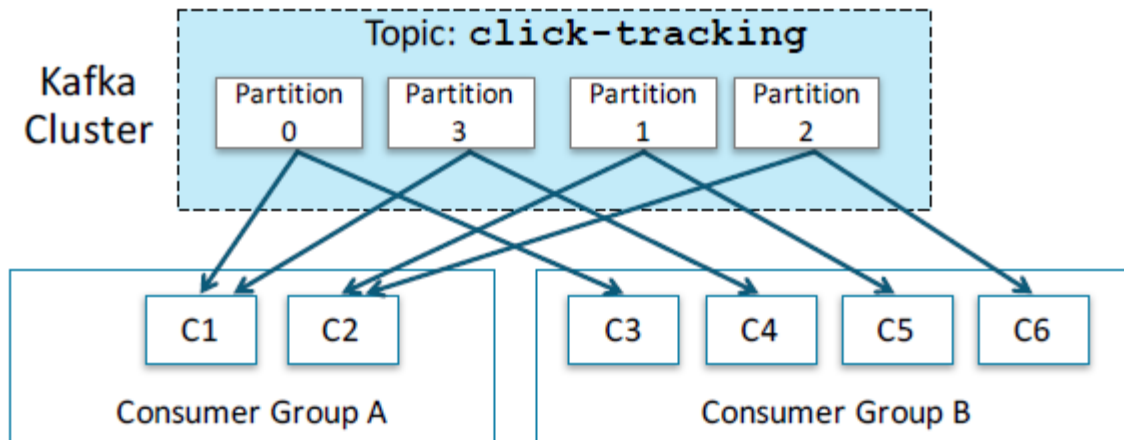 Topic: click-tracking
Kafka
Cluster
Partition
0
Partition
3
Partition
1
Partition
2
C1
C2
C3
C4
C5
C6
Consumer Group A
Consumer Group B